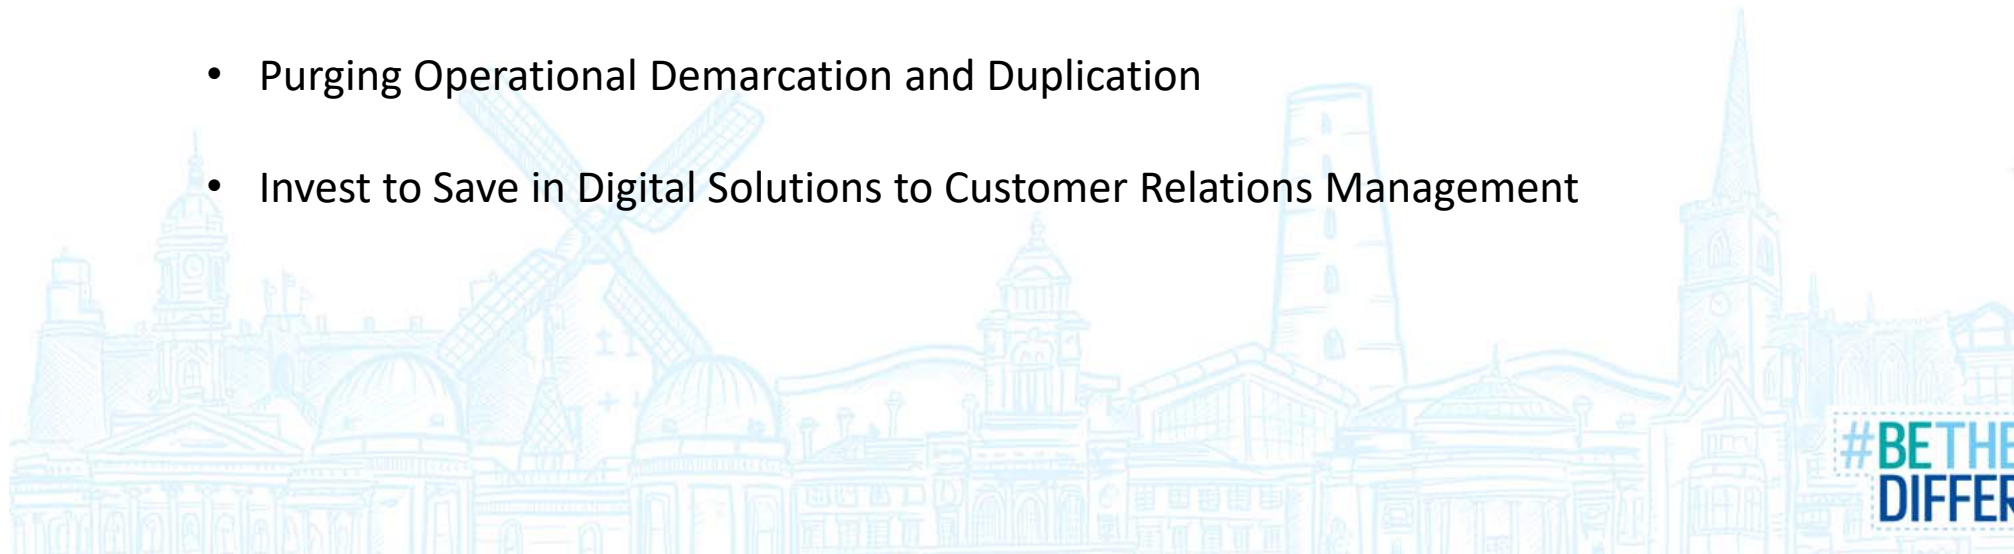 • Purging Operational Demarcation and Duplication
• Invest to Save in Digital Solutions to Customer Relations Management
#BETHE
DIFFER